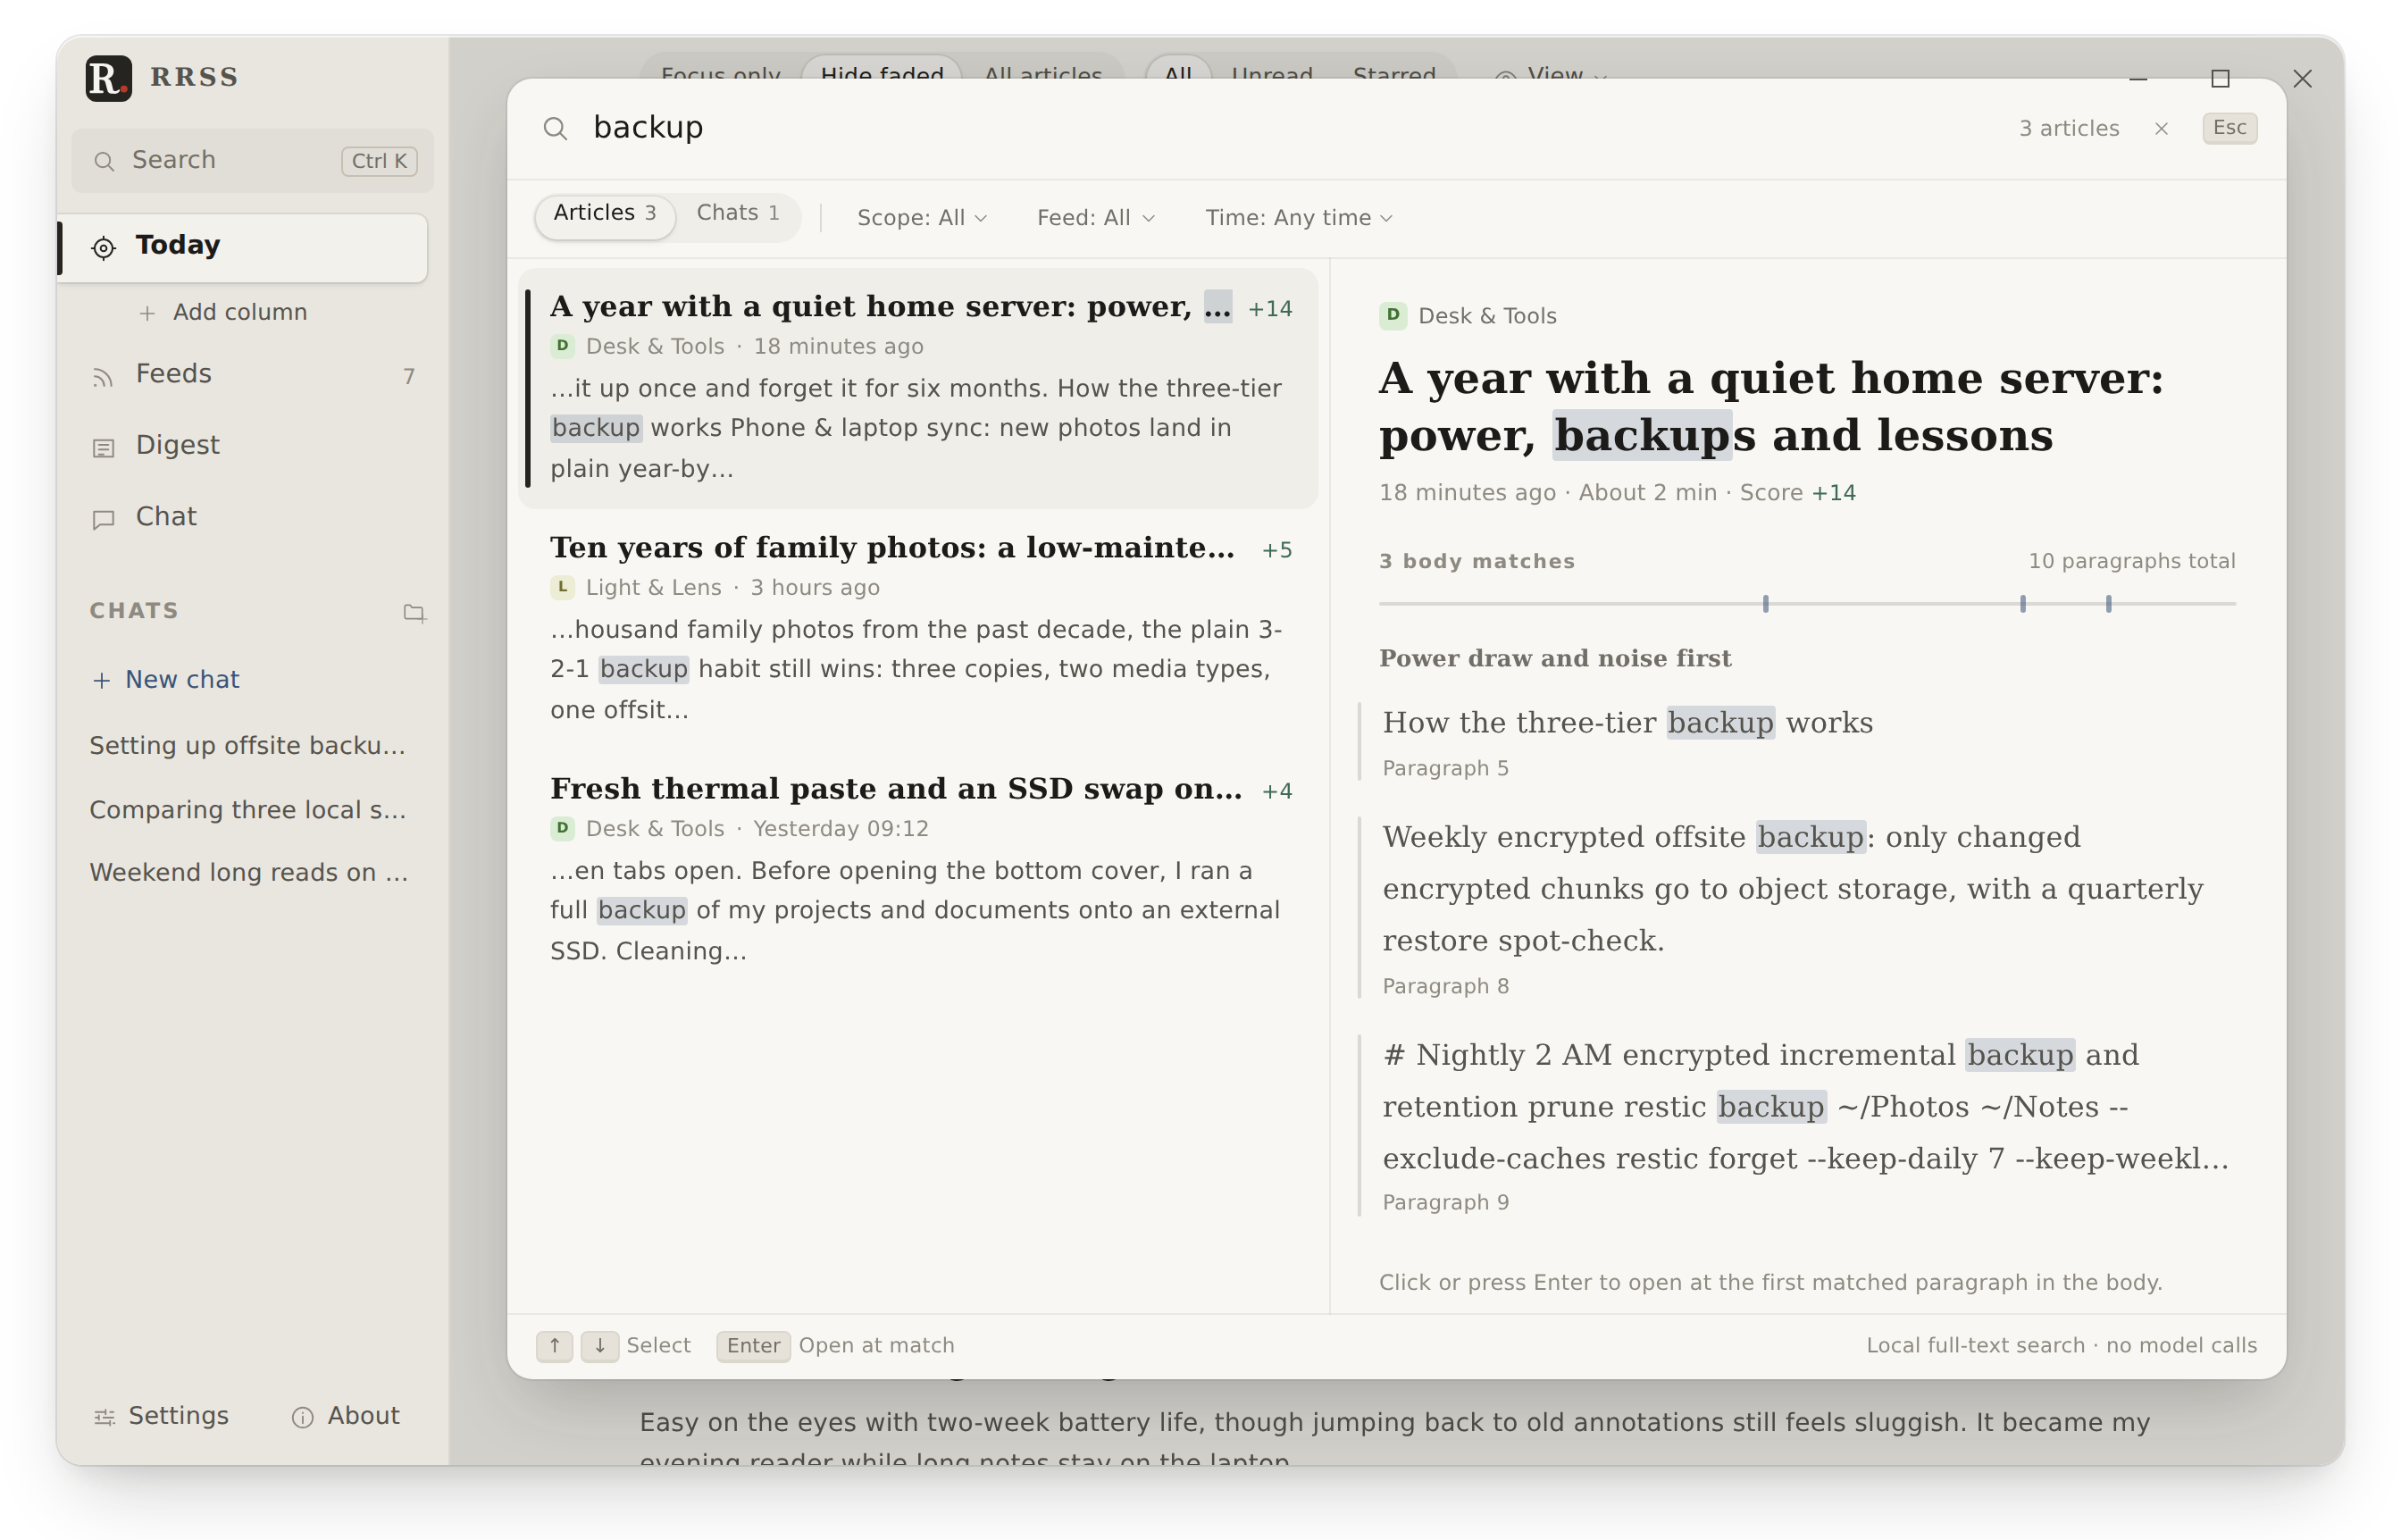 R. RRSS
Search Ctrl K
Today
Add column
Feeds 7
Digest
Chat
CHATS
New chat
Setting up offsite backu...
Comparing three local s...
Weekend long reads on ...
Settings About
Focus only Hide faded All articles All Unread Starred View
backup 3 articles Esc
Articles 3 Chats 1 Scope: All Feed: All Time: Any time
A year with a quiet home server: power, ... +14
D Desk & Tools · 18 minutes ago
...it up once and forget it for six months. How the three-tier
backup works Phone & laptop sync: new photos land in
plain year-by...
Ten years of family photos: a low-mainte... +5
L Light & Lens · 3 hours ago
...housand family photos from the past decade, the plain 3-
2-1 backup habit still wins: three copies, two media types,
one offsit...
Fresh thermal paste and an SSD swap on... +4
D Desk & Tools · Yesterday 09:12
...en tabs open. Before opening the bottom cover, I ran a
full backup of my projects and documents onto an external
SSD. Cleaning...
D Desk & Tools
A year with a quiet home server:
power, backups and lessons
18 minutes ago · About 2 min · Score +14
3 body matches 10 paragraphs total
Power draw and noise first
How the three-tier backup works
Paragraph 5
Weekly encrypted offsite backup: only changed
encrypted chunks go to object storage, with a quarterly
restore spot-check.
Paragraph 8
# Nightly 2 AM encrypted incremental backup and
retention prune restic backup ~/Photos ~/Notes --
exclude-caches restic forget --keep-daily 7 --keep-weekl...
Paragraph 9
Click or press Enter to open at the first matched paragraph in the body.
↑ ↓ Select Enter Open at match Local full-text search · no model calls
Easy on the eyes with two-week battery life, though jumping back to old annotations still feels sluggish. It became my
evening reader while long notes stay on the laptop.